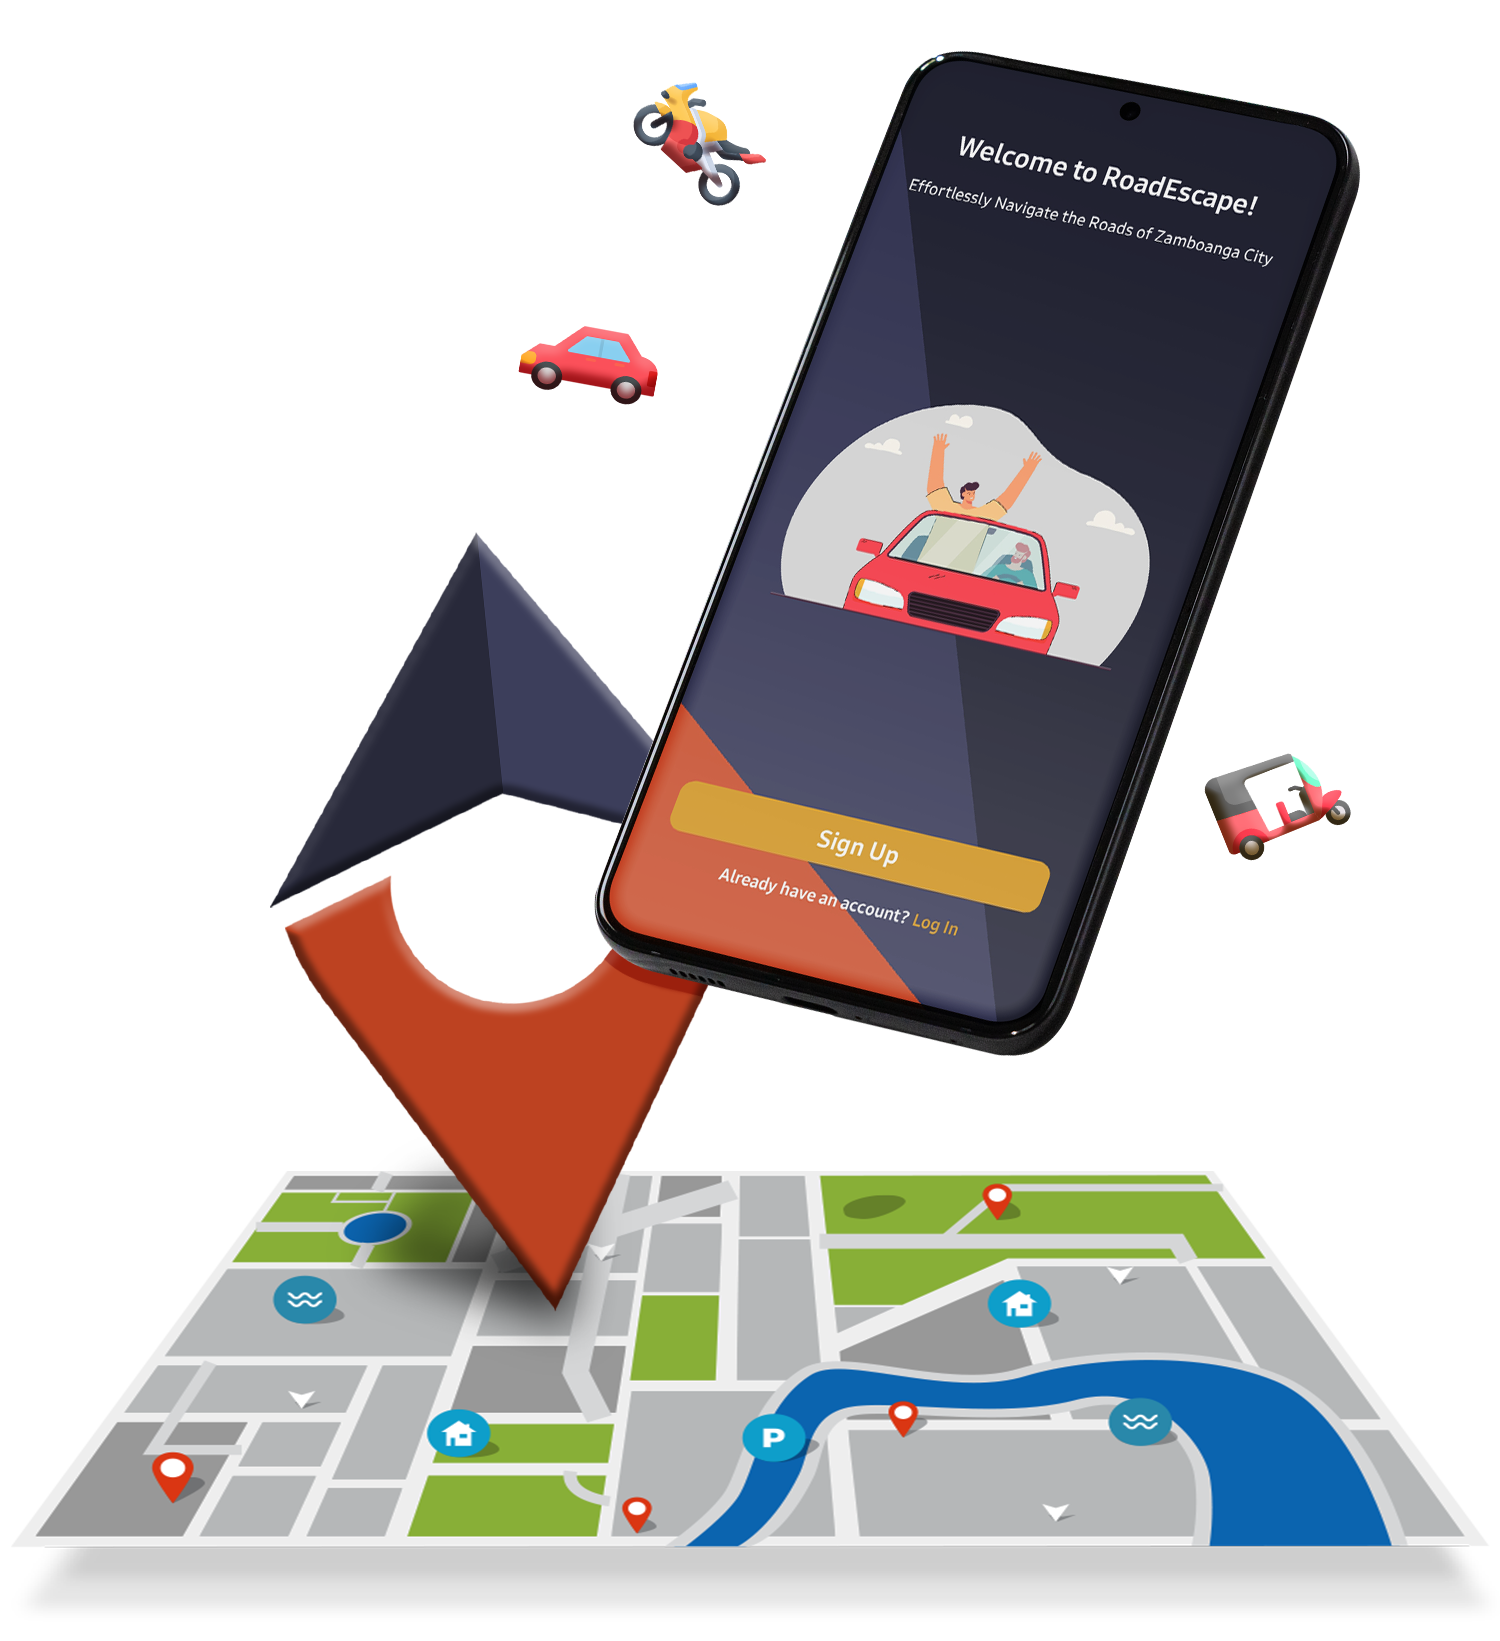 Welcome to RoadEscape!
Effortlessly Navigate the Roads of Zamboanga City
Sign Up
Already have an account? Log In
P